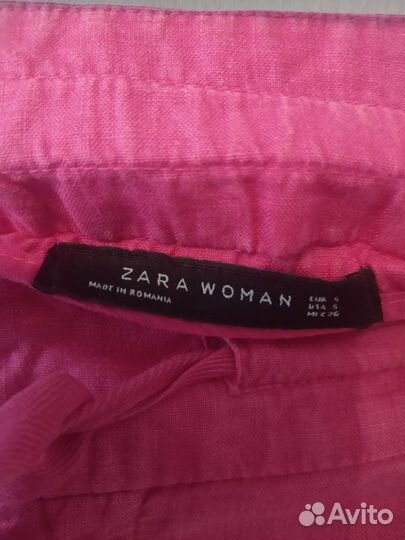 ZARA WOMAN
MADE IN ROMANIA
EUR S
USA S
MEX 26
Avito